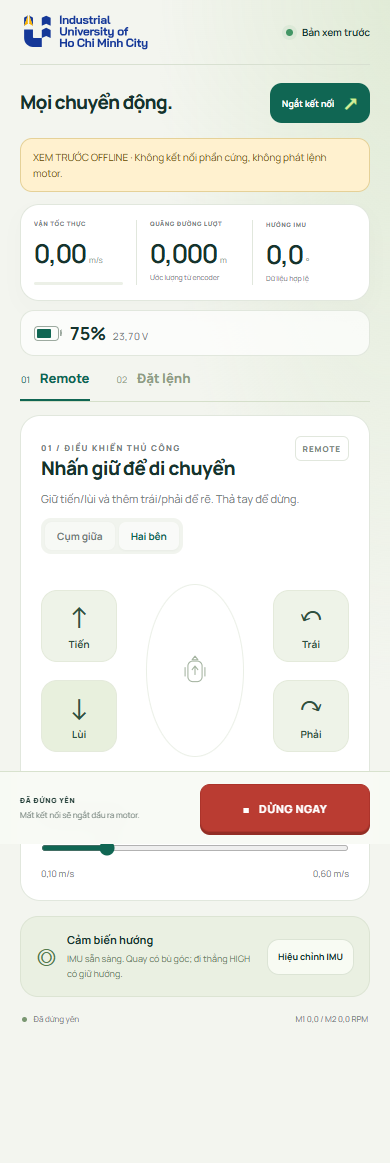 Industrial
University of
Ho Chi Minh City
Bản xem trước
Mọi chuyển động.
Ngắt kết nối
XEM TRƯỚC OFFLINE · Không kết nối phần cứng, không phát lệnh
motor.
VẬN TỐC THỰC
QUÃNG ĐƯỜNG LƯỢT
HƯỚNG IMU
0,00 m/s
0,000 m
0,0 °
Ước lượng từ encoder
Dữ liệu hợp lệ
75% 23,70 V
01 Remote
02 Đặt lệnh
01 / ĐIỀU KHIỂN THỦ CÔNG
REMOTE
Nhấn giữ để di chuyển
Giữ tiến/lùi và thêm trái/phải để rẽ. Thả tay để dừng.
Cụm giữa
Hai bên
Tiến
Trái
Lùi
Phải
ĐÃ ĐỨNG YÊN
Mất kết nối sẽ ngắt đầu ra motor.
DỪNG NGAY
0,10 m/s
0,60 m/s
Cảm biến hướng
IMU sẵn sàng. Quay có bù góc; đi thẳng HIGH
có giữ hướng.
Hiệu chỉnh IMU
Đã đứng yên
M1 0,0 / M2 0,0 RPM